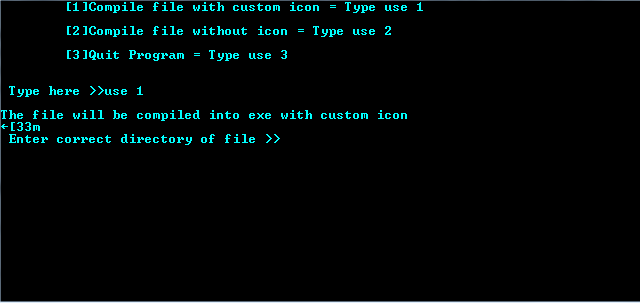 [1]Compile file with custom icon = Type use 1
[2]Compile file without icon = Type use 2
[3]Quit Program = Type use 3
Type here >>use 1
The file will be compiled into exe with custom icon
←[33m
Enter correct directory of file >>